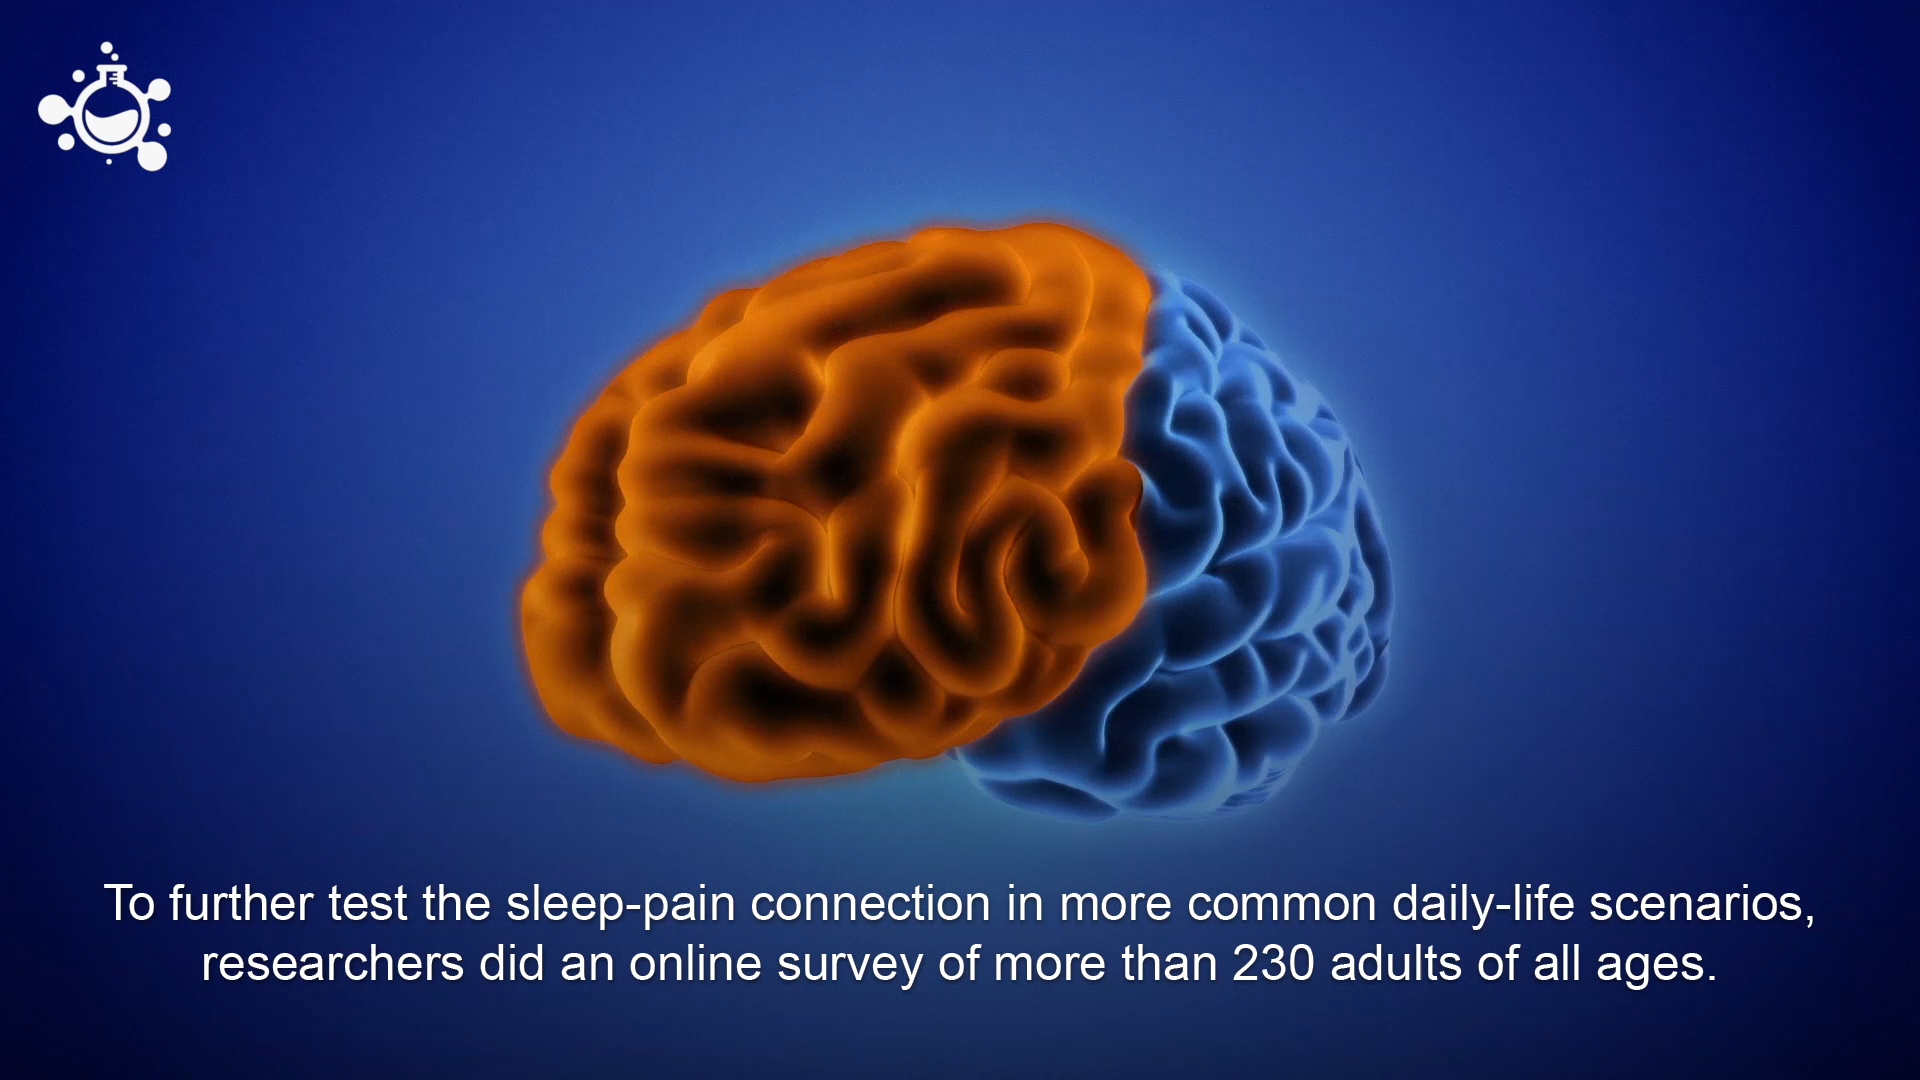 To further test the sleep-pain connection in more common daily-life scenarios,
researchers did an online survey of more than 230 adults of all ages.